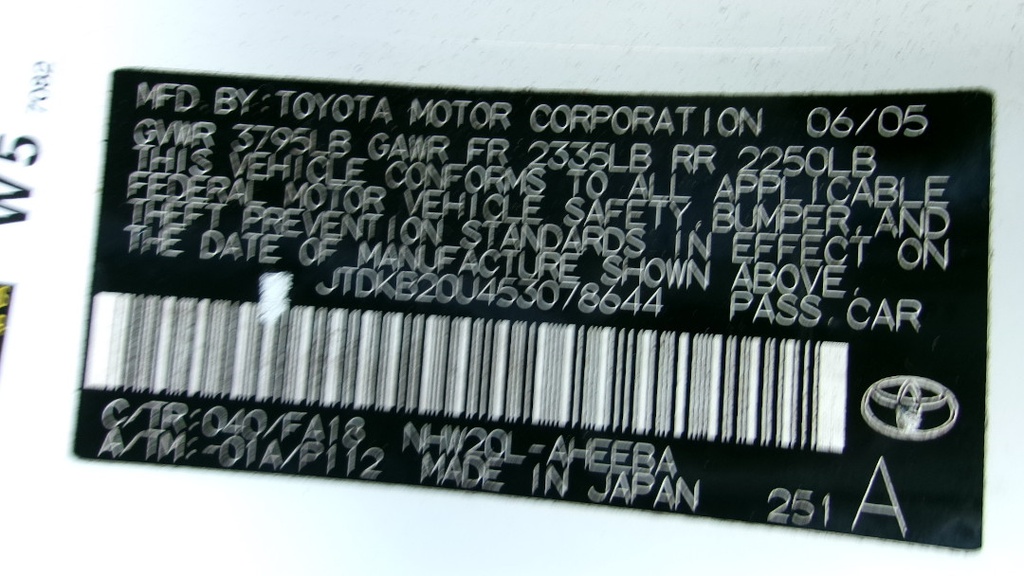 MFD BY:TOYOTA MOTOR CORPORATION 06/05
GVWR 3795LB GAWR FR 2335LB RR 2250LB
THIS VEHICLE CONFORMS TO ALL APPLICABLE
FEDERAL MOTOR VEHICLE SAFETY, BUMPER, AND
THEFT PREVENTION STANDARDS IN EFFECT ON
THE DATE OF MANUFACTURE SHOWN ABOVE.
JTDKB20U453078644 PASS.CAR
C/TR:040/FA18 NHW20L-AHEEBA
A/TM:-01A/P112 MADE IN JAPAN 251 A
W5